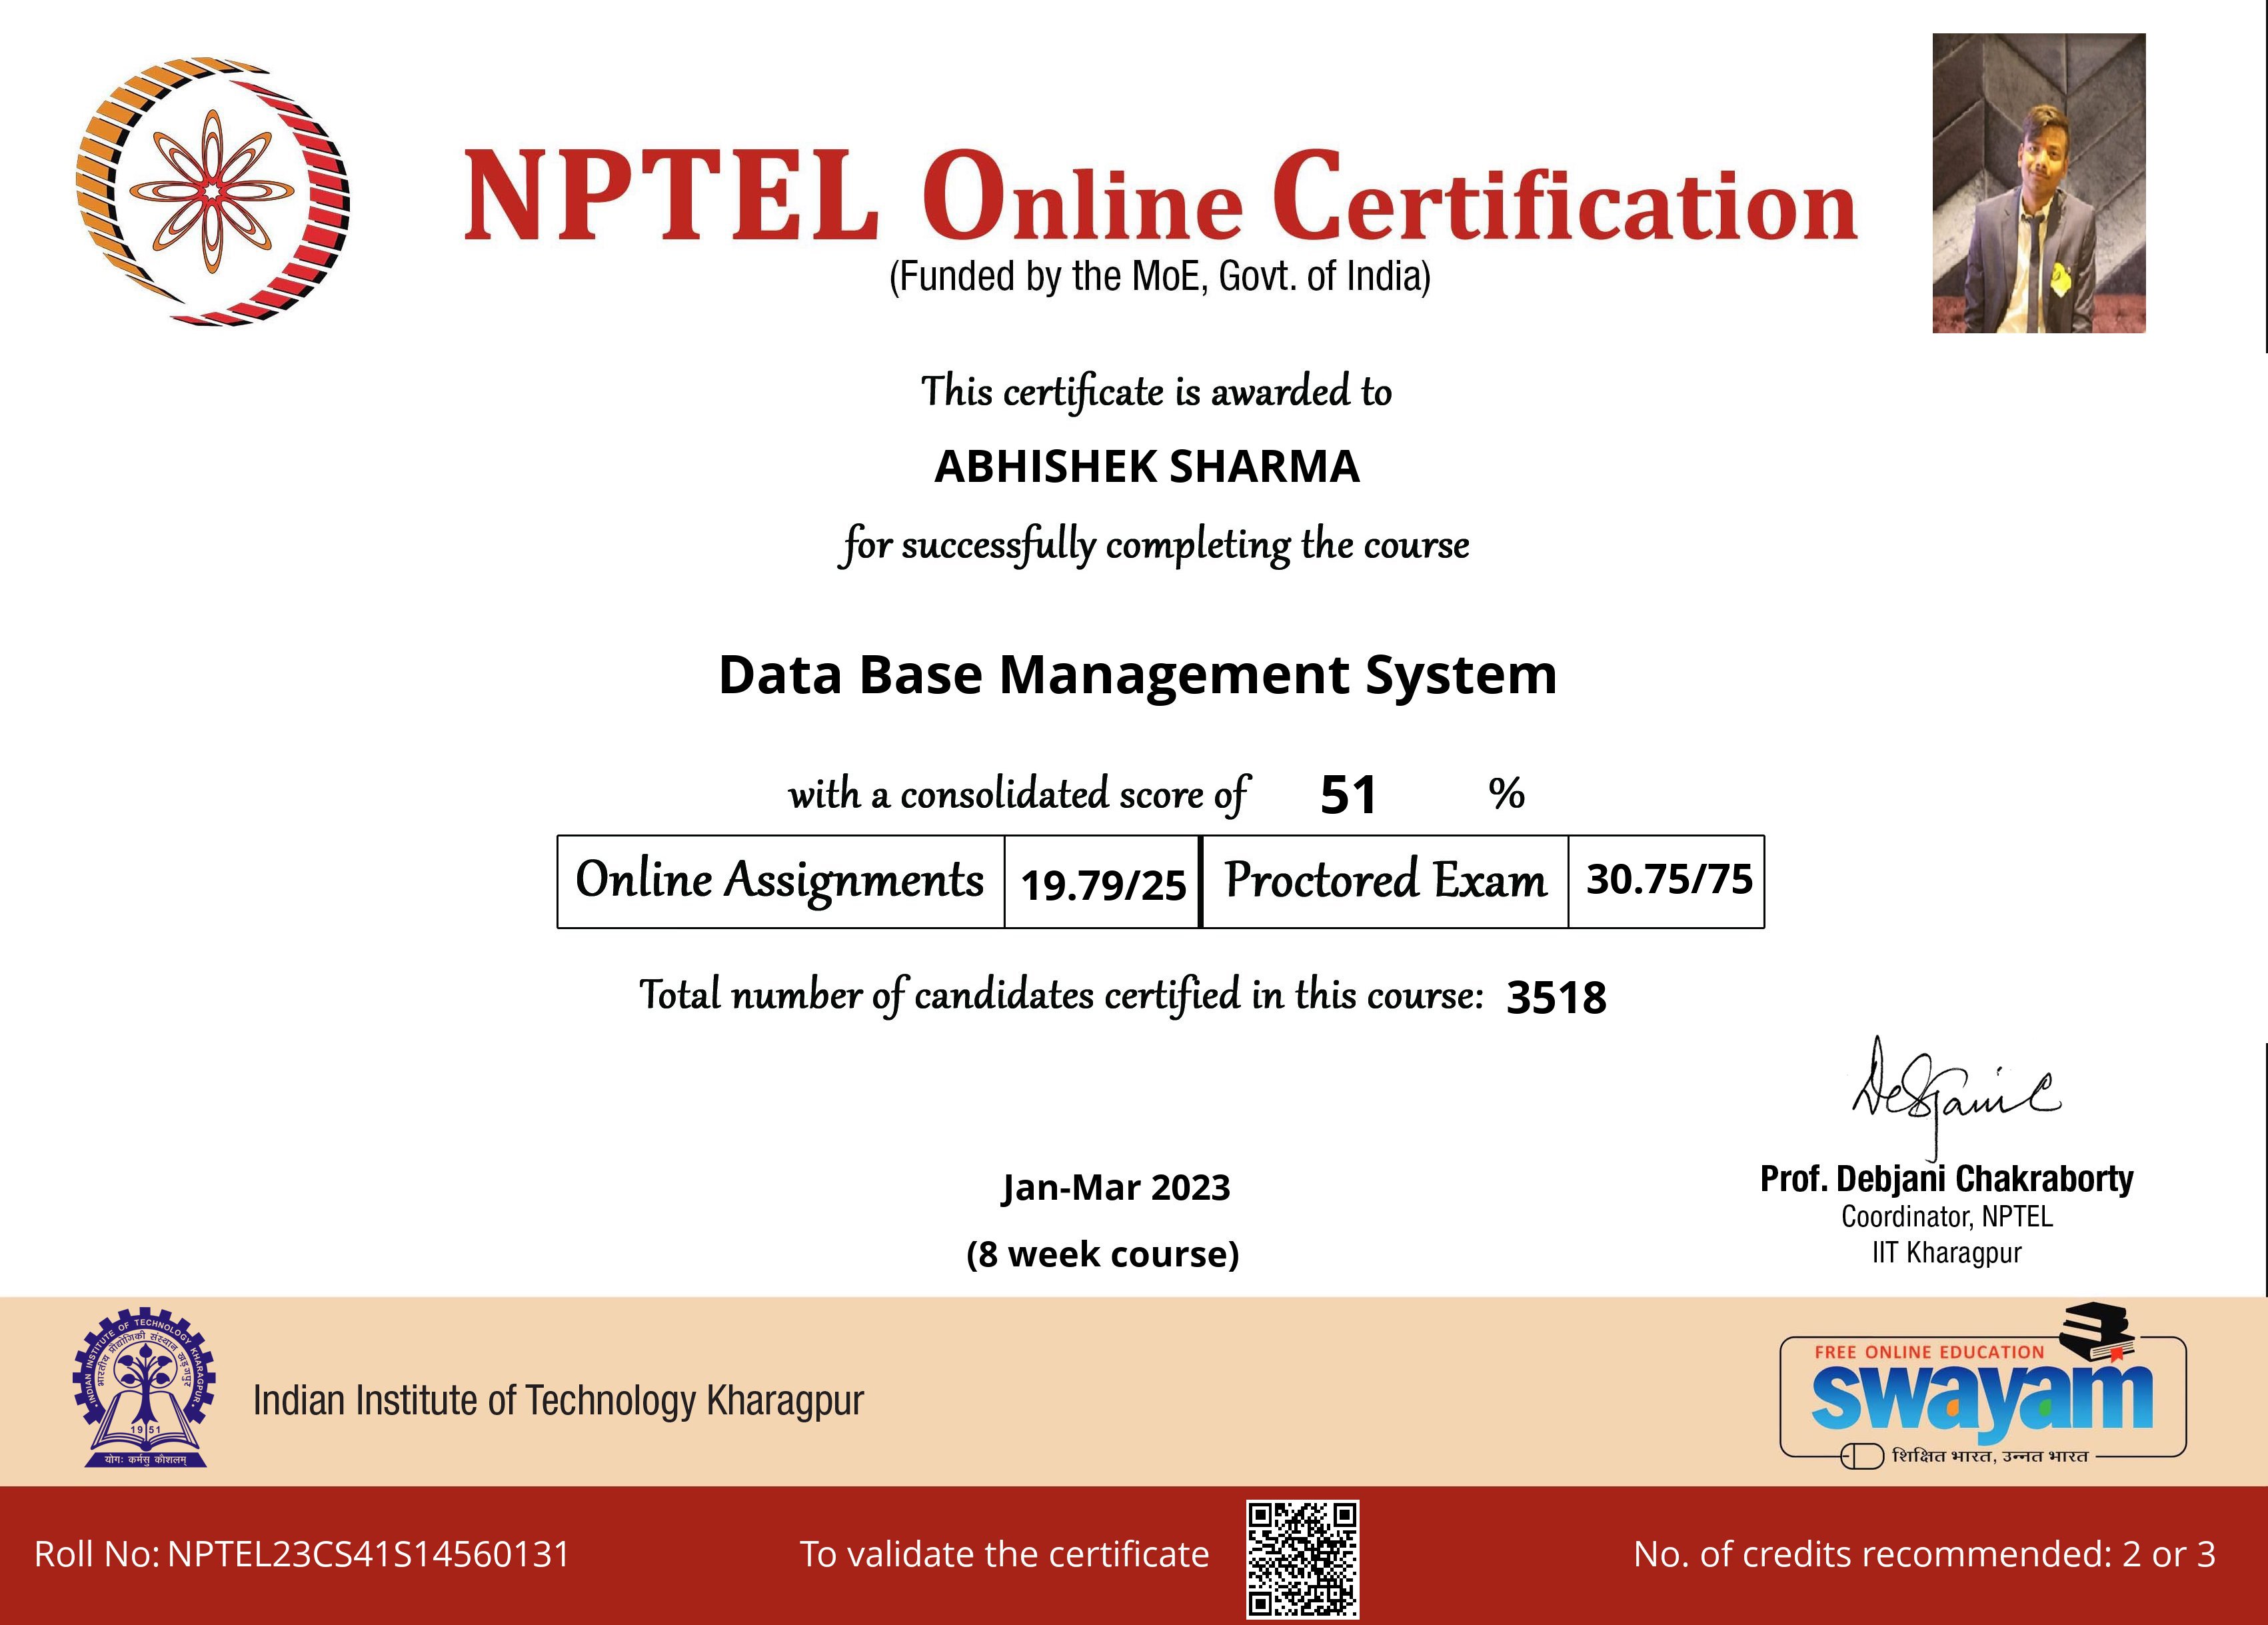 NPTEL Online Certification
(Funded by the MoE, Govt. of India)
This certificate is awarded to
ABHISHEK SHARMA
for successfully completing the course
Data Base Management System
with a consolidated score of 51 %
Online Assignments 19.79/25 Proctored Exam 30.75/75
Total number of candidates certified in this course: 3518
Jan-Mar 2023
(8 week course)
Prof. Debjani Chakraborty
Coordinator, NPTEL
IIT Kharagpur
INDIAN INSTITUTE OF TECHNOLOGY KHARAGPUR
भारतीय प्रौद्योगिकी संस्थान खड़गपुर
1951
योगः कर्मसु कौशलम्
Indian Institute of Technology Kharagpur
FREE ONLINE EDUCATION
swayam
शिक्षित भारत, उन्नत भारत
Roll No: NPTEL23CS41S14560131
To validate the certificate
No. of credits recommended: 2 or 3